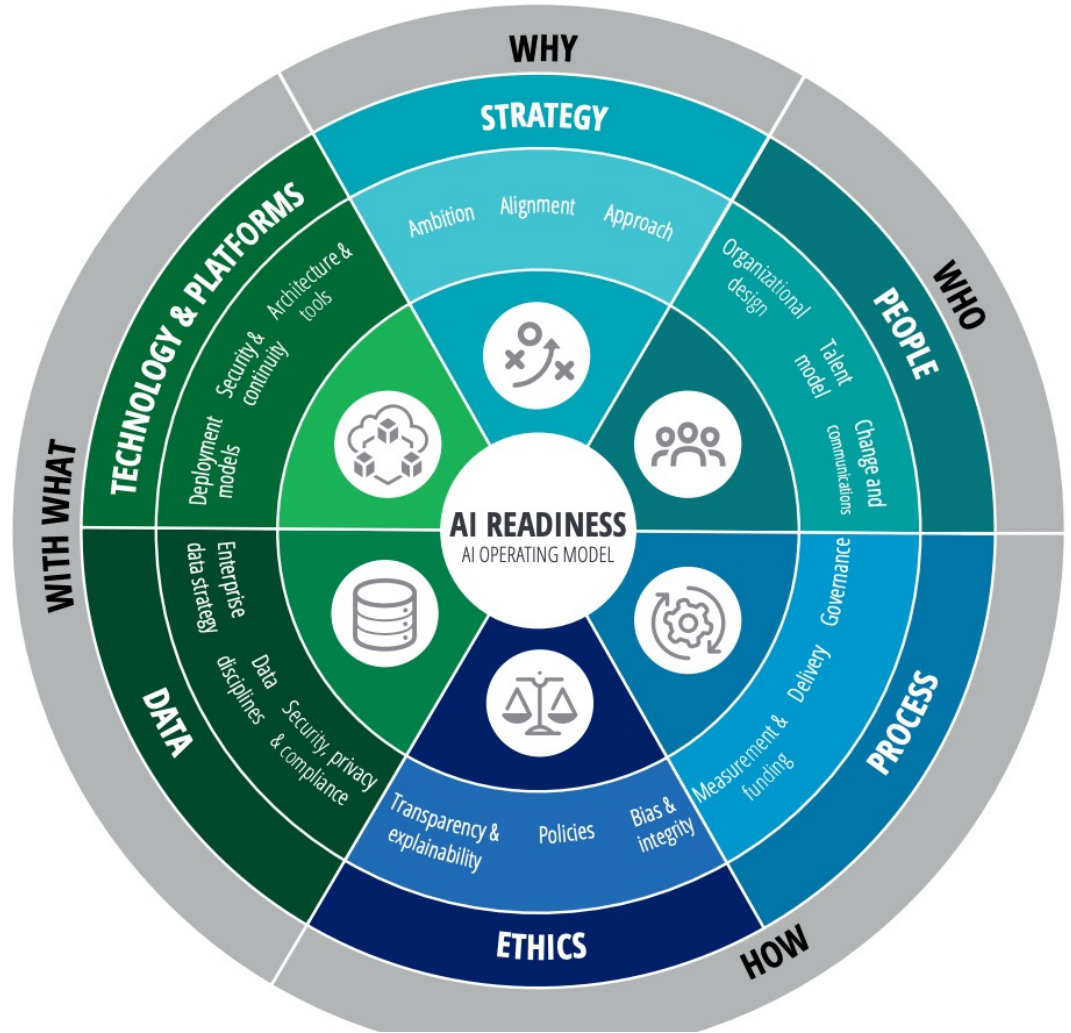 WHY
STRATEGY
Ambition
Alignment
Approach
WHO
PEOPLE
Organizational
design
Talent
model
Change and
communications
HOW
PROCESS
Governance
Delivery
Measurement &
funding
ETHICS
Bias &
integrity
Policies
Transparency &
explainability
WITH WHAT
DATA
Security, privacy
& compliance
Data
disciplines
Enterprise
data strategy
TECHNOLOGY & PLATFORMS
Deployment
models
Security &
continuity
Architecture &
tools
AI READINESS
AI OPERATING MODEL